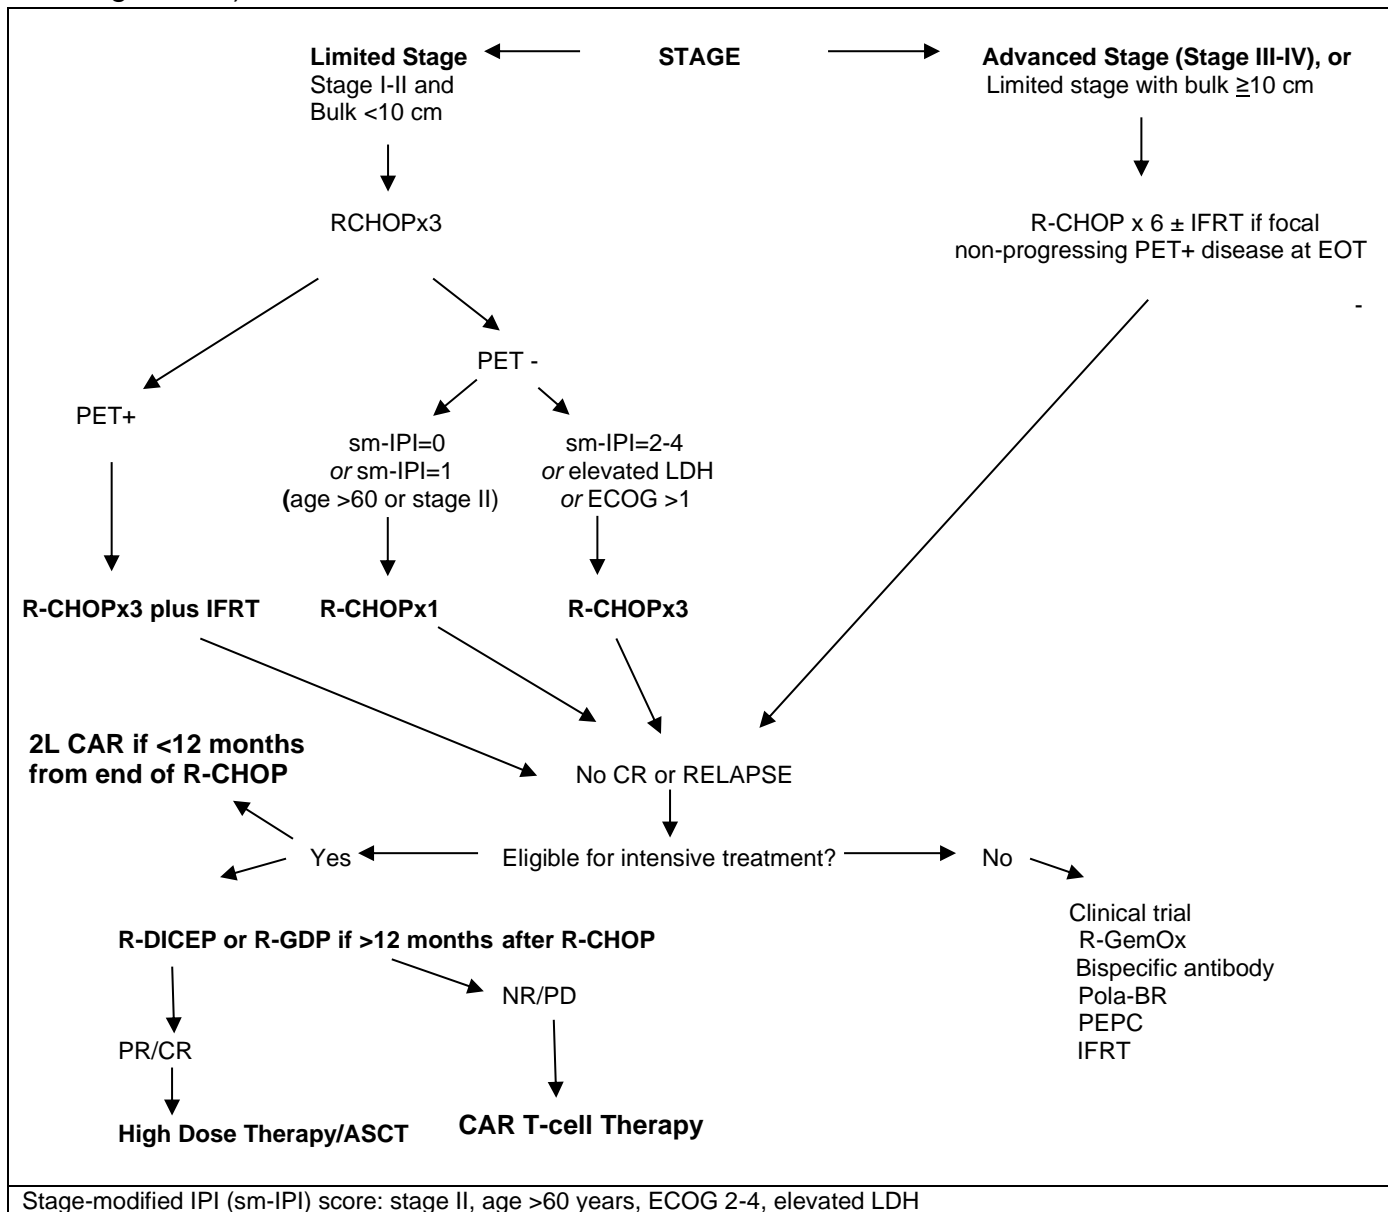 Limited Stage
Stage I-II and
Bulk <10 cm
STAGE
Advanced Stage (Stage III-IV), or
Limited stage with bulk ≥10 cm
RCHOPx3
R-CHOP x 6 ± IFRT if focal
non-progressing PET+ disease at EOT
-
PET -
PET+
sm-IPI=0
or sm-IPI=1
(age >60 or stage II)
sm-IPI=2-4
or elevated LDH
or ECOG >1
R-CHOPx3 plus IFRT
R-CHOPx1
R-CHOPx3
2L CAR if <12 months
from end of R-CHOP
No CR or RELAPSE
Yes
Eligible for intensive treatment?
No
Clinical trial
R-GemOx
Bispecific antibody
Pola-BR
PEPC
IFRT
R-DICEP or R-GDP if >12 months after R-CHOP
NR/PD
PR/CR
CAR T-cell Therapy
High Dose Therapy/ASCT
Stage-modified IPI (sm-IPI) score: stage II, age >60 years, ECOG 2-4, elevated LDH